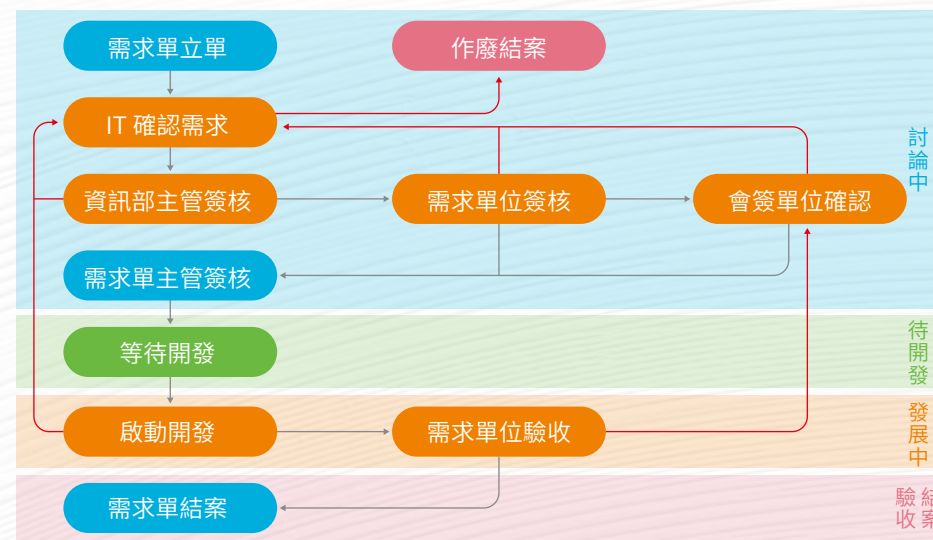 需求單立單
作廢結案
IT 確認需求
資訊部主管簽核
需求單位簽核
會簽單位確認
需求單主管簽核
討論中
等待開發
待開發
啟動開發
需求單位驗收
發展中
需求單結案
驗收
結案